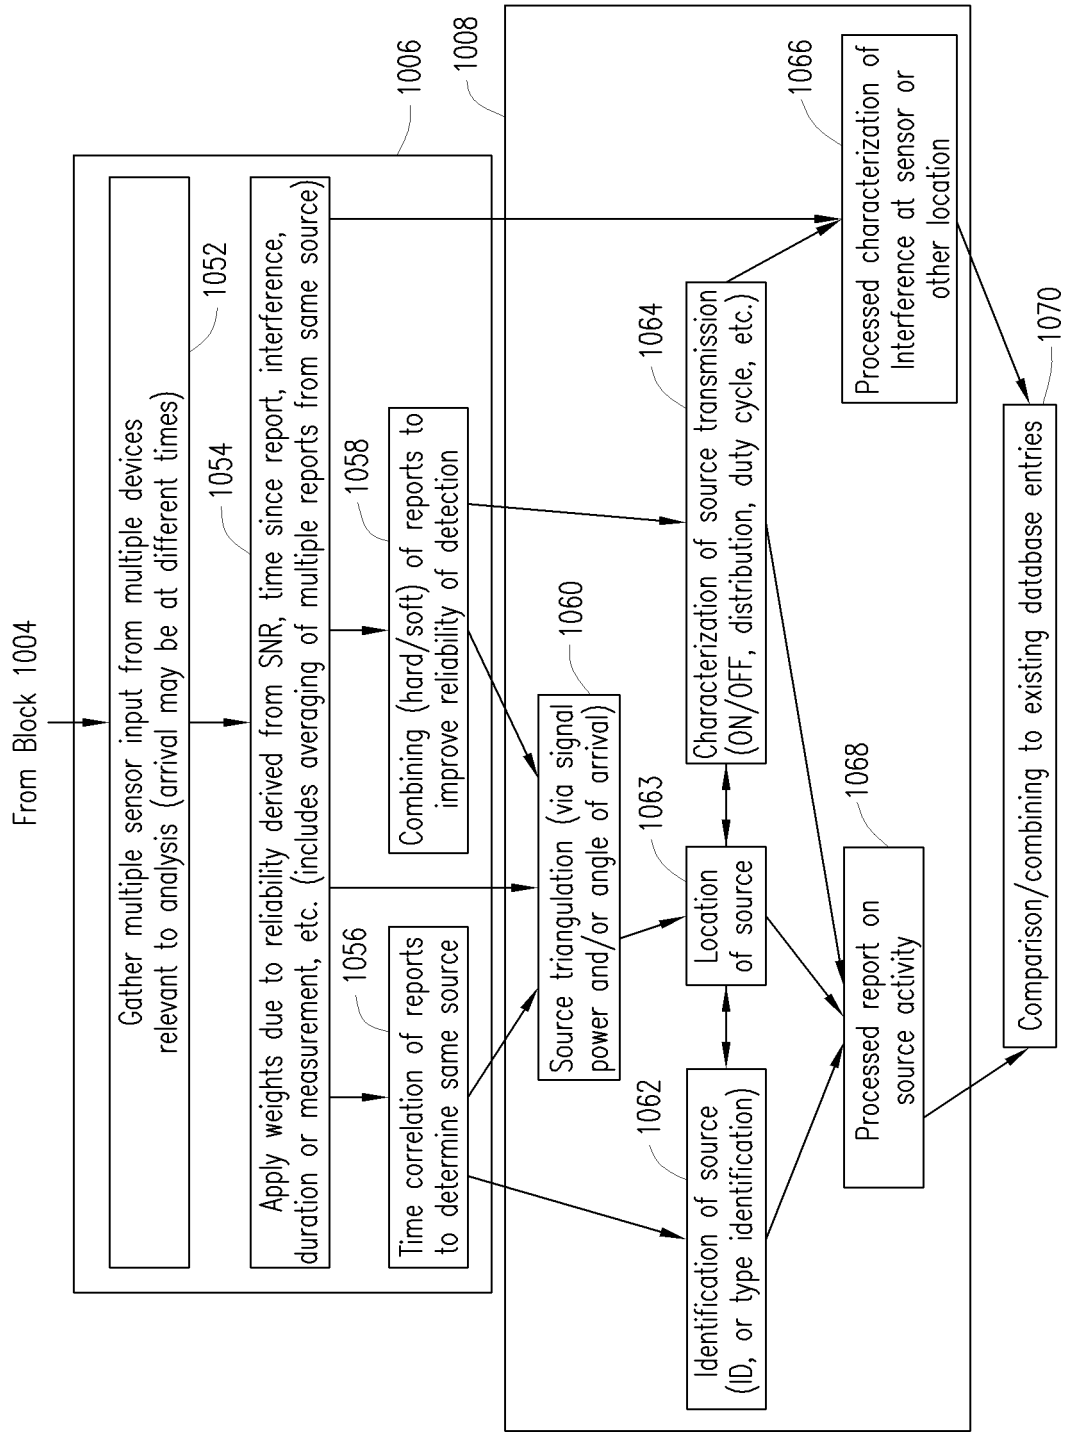 From Block 1004
1006
Gather multiple sensor input from multiple devices
relevant to analysis (arrival may be at different times)
1052
1054
Apply weights due to reliability derived from SNR, time since report, interference,
duration or measurement, etc. (includes averaging of multiple reports from same source)
1056
Time correlation of reports
to determine same source
1058
Combining (hard/soft) of reports to
improve reliability of detection
1008
1060
Source triangulation (via signal
power and/or angle of arrival)
1062
Identification of source
(ID, or type identification)
1063
Location
of source
1064
Characterization of source transmission
(ON/OFF, distribution, duty cycle, etc.)
1066
Processed characterization of
Interference at sensor or
other location
1068
Processed report on
source activity
1070
Comparison/combining to existing database entries